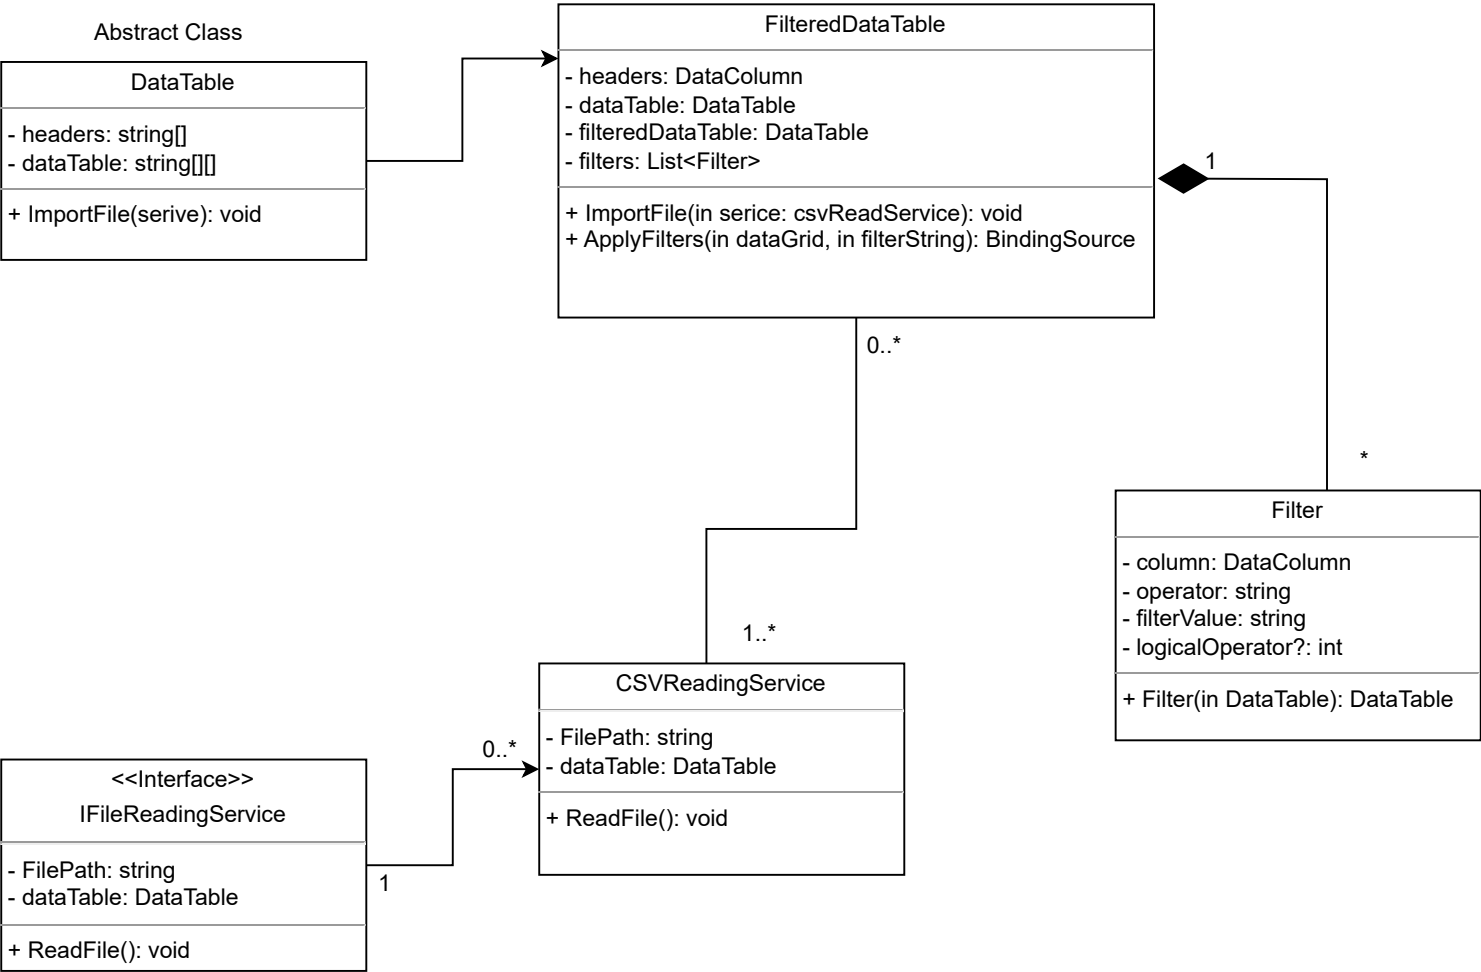 Abstract Class
DataTable
- headers: string[]
- dataTable: string[][]
+ ImportFile(serive): void
FilteredDataTable
- headers: DataColumn
- dataTable: DataTable
- filteredDataTable: DataTable
- filters: List<Filter>
+ ImportFile(in serice: csvReadService): void
+ ApplyFilters(in dataGrid, in filterString): BindingSource
1
0..*
*
Filter
- column: DataColumn
- operator: string
- filterValue: string
- logicalOperator?: int
+ Filter(in DataTable): DataTable
1..*
CSVReadingService
- FilePath: string
- dataTable: DataTable
+ ReadFile(): void
0..*
1
<<Interface>>
IFileReadingService
- FilePath: string
- dataTable: DataTable
+ ReadFile(): void